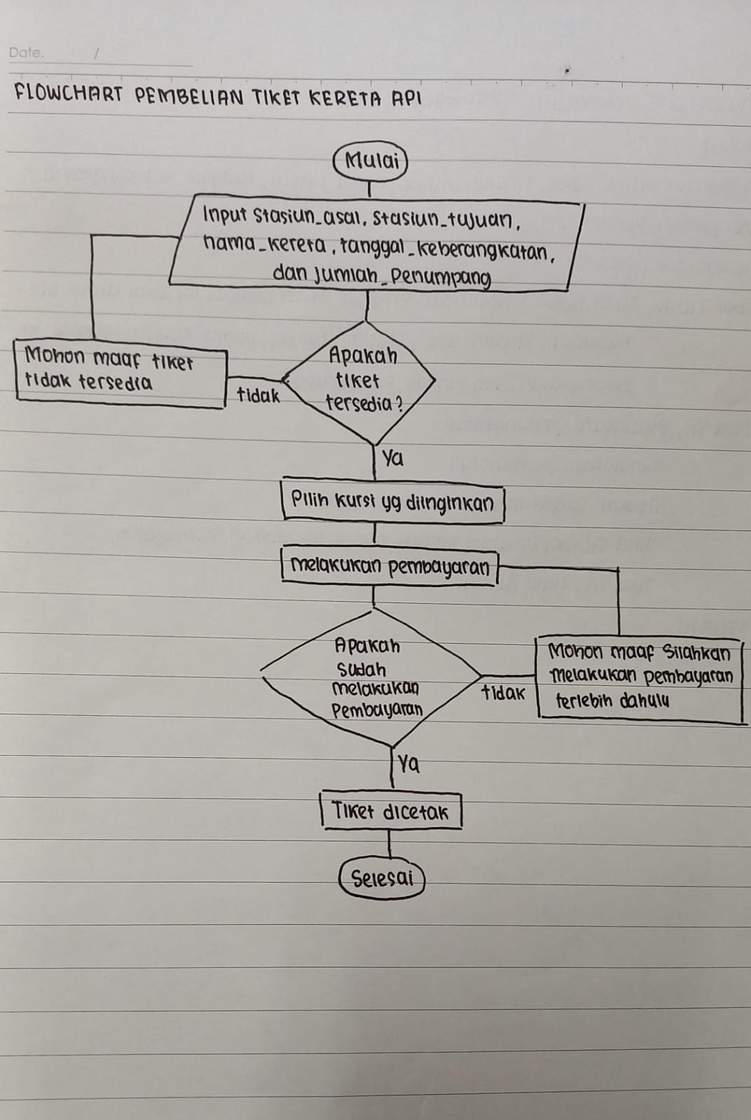 Date. /
FLOWCHART PEMBELIAN TIKET KERETA API
Mulai
Input Stasiun_asal, Stasiun_tujuan,
nama_kereta, tanggal_keberangkatan,
dan Jumlah_Penumpang
Mohon maaf tiket
tidak tersedia
tidak
Apakah
tiket
tersedia?
Ya
Pilih kursi yg diinginkan
melakukan pembayaran
Apakah
Sudah
melakukan
Pembayaran
tidak
Mohon maaf Silahkan
melakukan pembayaran
terlebih dahulu
Ya
Tiket dicetak
Selesai